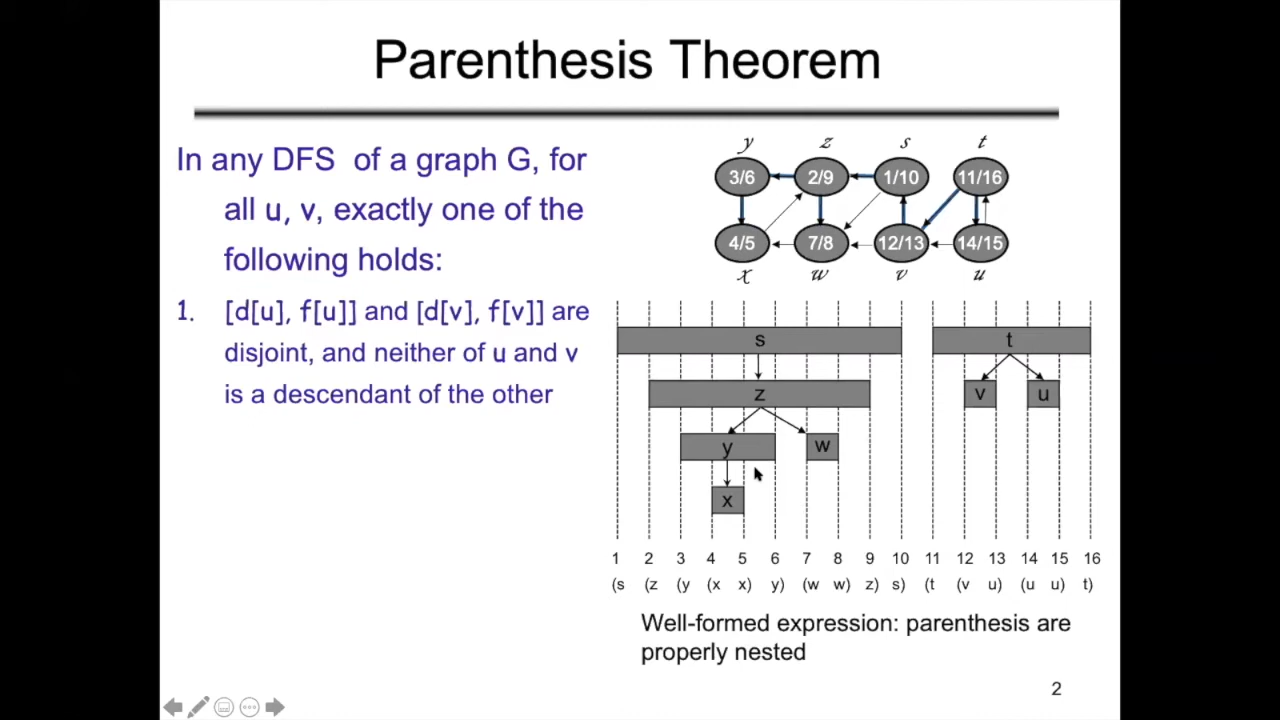 Parenthesis Theorem
In any DFS of a graph G, for
all u, v, exactly one of the
following holds:
1. [d[u], f[u]] and [d[v], f[v]] are
disjoint, and neither of u and v
is a descendant of the other
y z s t
3/6 2/9 1/10 11/16
4/5 7/8 12/13 14/15
x w v u
s t
z v u
y w
x
1 2 3 4 5 6 7 8 9 10 11 12 13 14 15 16
(s (z (y (x x) y) (w w) z) s) (t (v u) (u u) t)
Well-formed expression: parenthesis are
properly nested
2